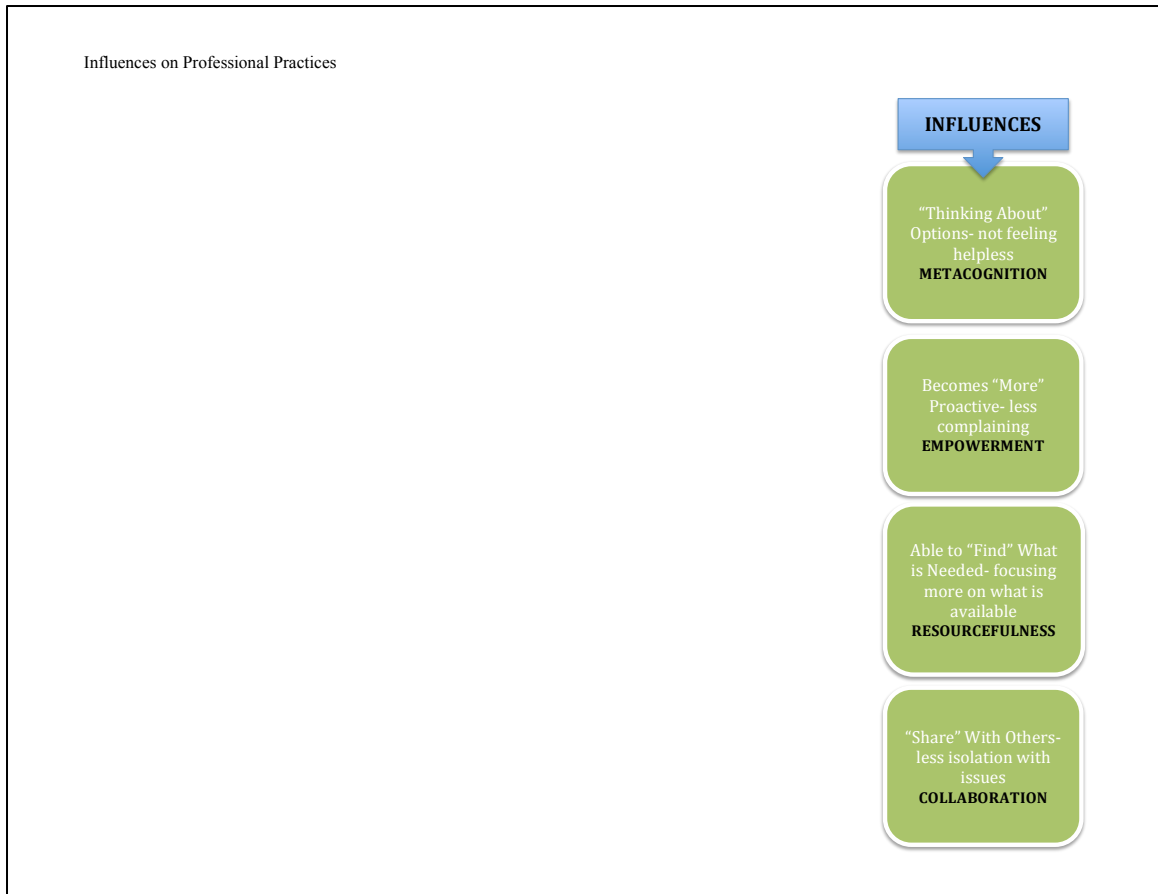 Influences on Professional Practices
INFLUENCES
“Thinking About”
Options- not feeling
helpless
METACOGNITION
Becomes “More”
Proactive- less
complaining
EMPOWERMENT
Able to “Find” What
is Needed- focusing
more on what is
available
RESOURCEFULNESS
“Share” With Others-
less isolation with
issues
COLLABORATION